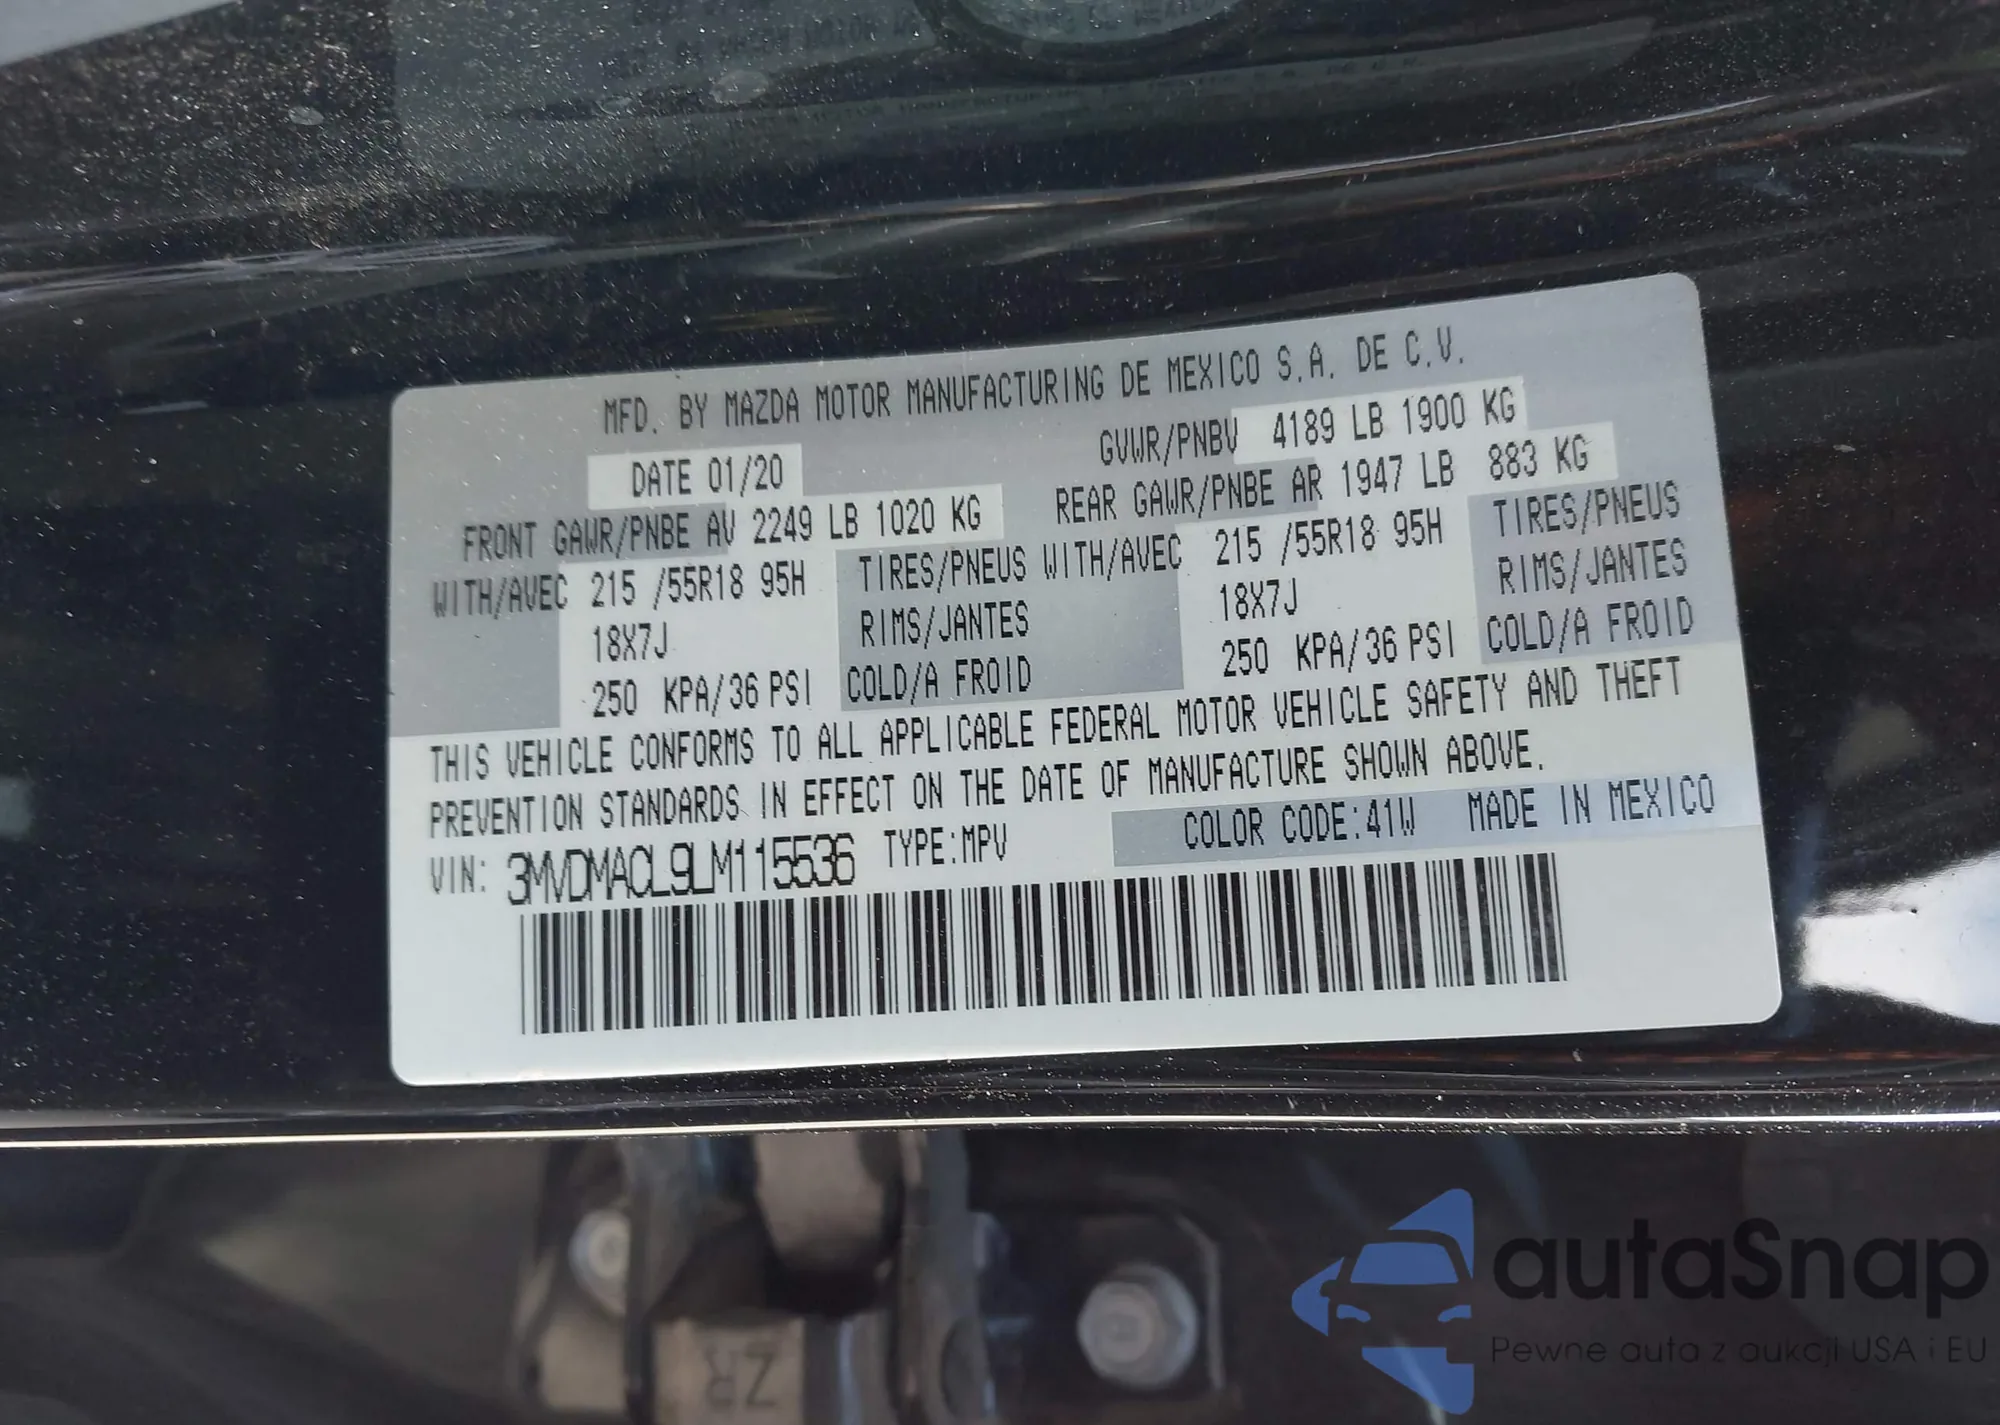 MFD. BY MAZDA MOTOR MANUFACTURING DE MEXICO S.A. DE C.V.
DATE 01/20 GVWR/PNBV 4189 LB 1900 KG
FRONT GAWR/PNBE AV 2249 LB 1020 KG REAR GAWR/PNBE AR 1947 LB 883 KG
WITH/AVEC 215 /55R18 95H TIRES/PNEUS WITH/AVEC 215 /55R18 95H TIRES/PNEUS
18X7J RIMS/JANTES 18X7J RIMS/JANTES
250 KPA/36 PSI COLD/A FROID 250 KPA/36 PSI COLD/A FROID
THIS VEHICLE CONFORMS TO ALL APPLICABLE FEDERAL MOTOR VEHICLE SAFETY AND THEFT
PREVENTION STANDARDS IN EFFECT ON THE DATE OF MANUFACTURE SHOWN ABOVE.
VIN: 3MVDMACL9LM115536 TYPE:MPV COLOR CODE:41W MADE IN MEXICO
autaSnap
Pewne auta z aukcji USA i EU